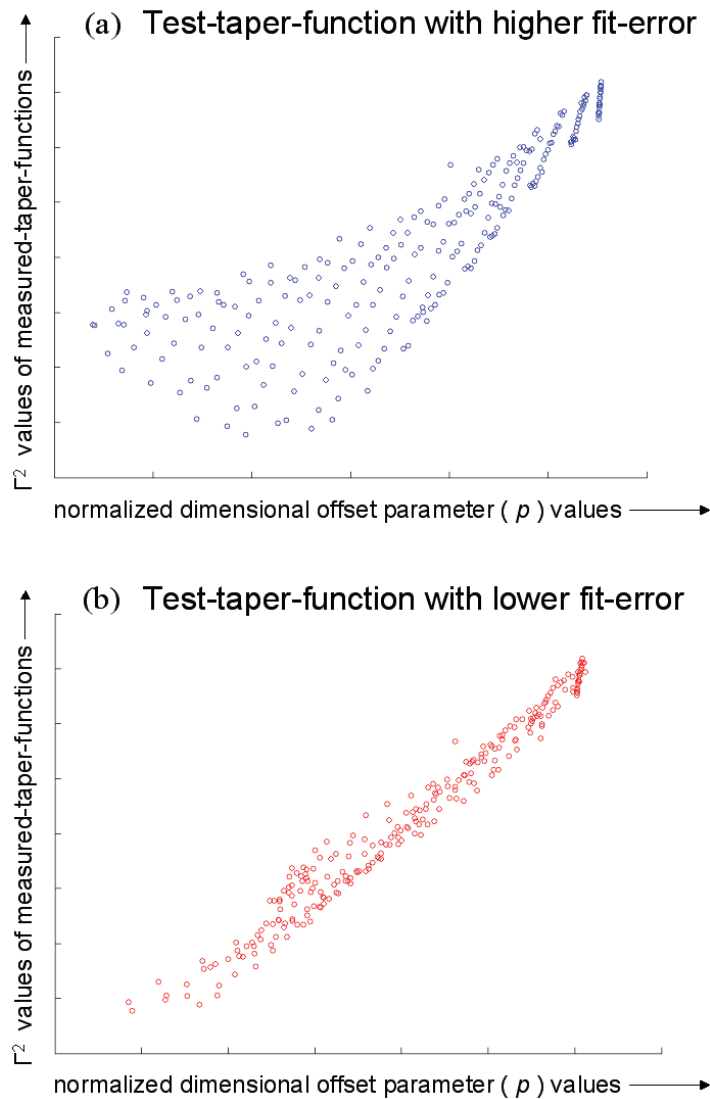 (a) Test-taper-function with higher fit-error
Γ² values of measured-taper-functions
normalized dimensional offset parameter ( p ) values
(b) Test-taper-function with lower fit-error
Γ² values of measured-taper-functions
normalized dimensional offset parameter ( p ) values